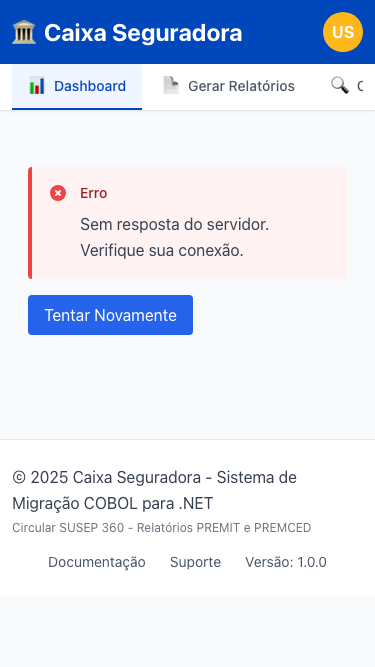 Caixa Seguradora
US
Dashboard
Gerar Relatórios
Erro
Sem resposta do servidor.
Verifique sua conexão.
Tentar Novamente
© 2025 Caixa Seguradora - Sistema de
Migração COBOL para .NET
Circular SUSEP 360 - Relatórios PREMIT e PREMCED
Documentação
Suporte
Versão: 1.0.0